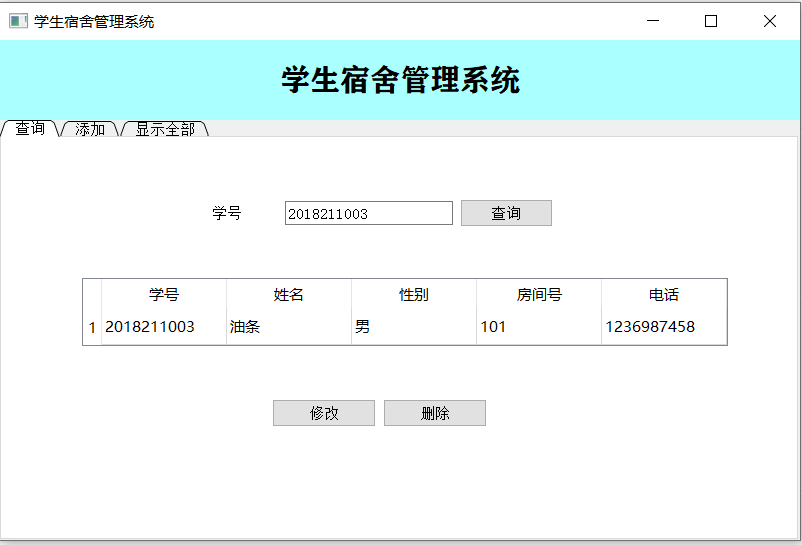 学生宿舍管理系统
学生宿舍管理系统
查询 添加 显示全部
学号 2018211003 查询
学号 姓名 性别 房间号 电话
1 2018211003 油条 男 101 1236987458
修改 删除